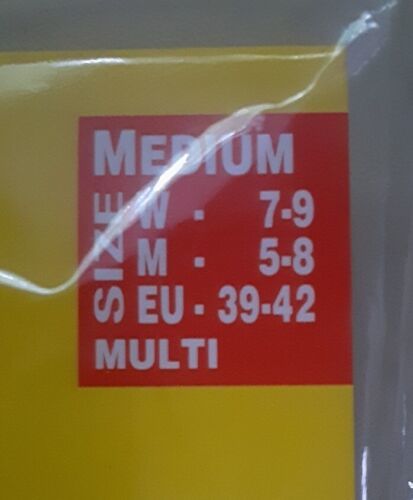 MEDIUM
SIZE
W - 7-9
M - 5-8
EU - 39-42
MULTI